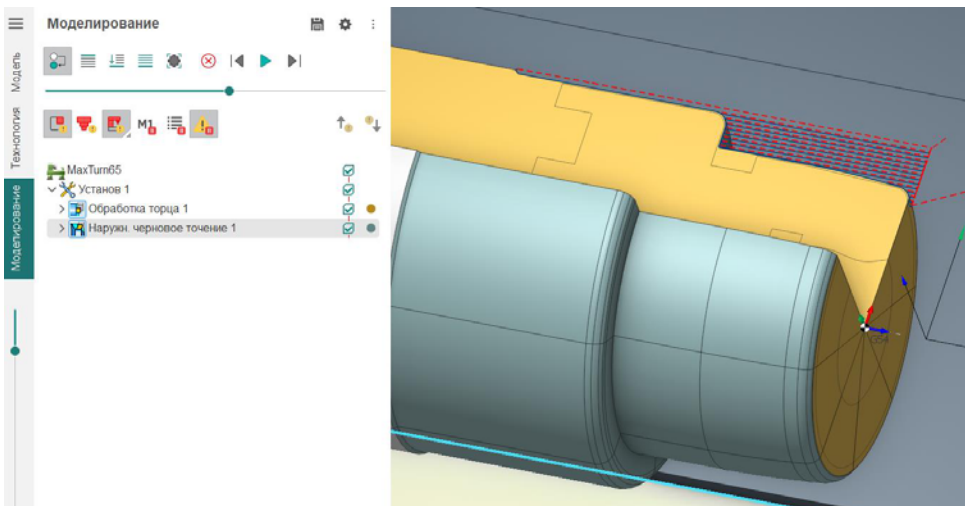 Моделирование
Модель
Технология
Моделирование
M1
MaxTurn65
Установ 1
Обработка торца 1
Наружн. черновое точение 1
G54